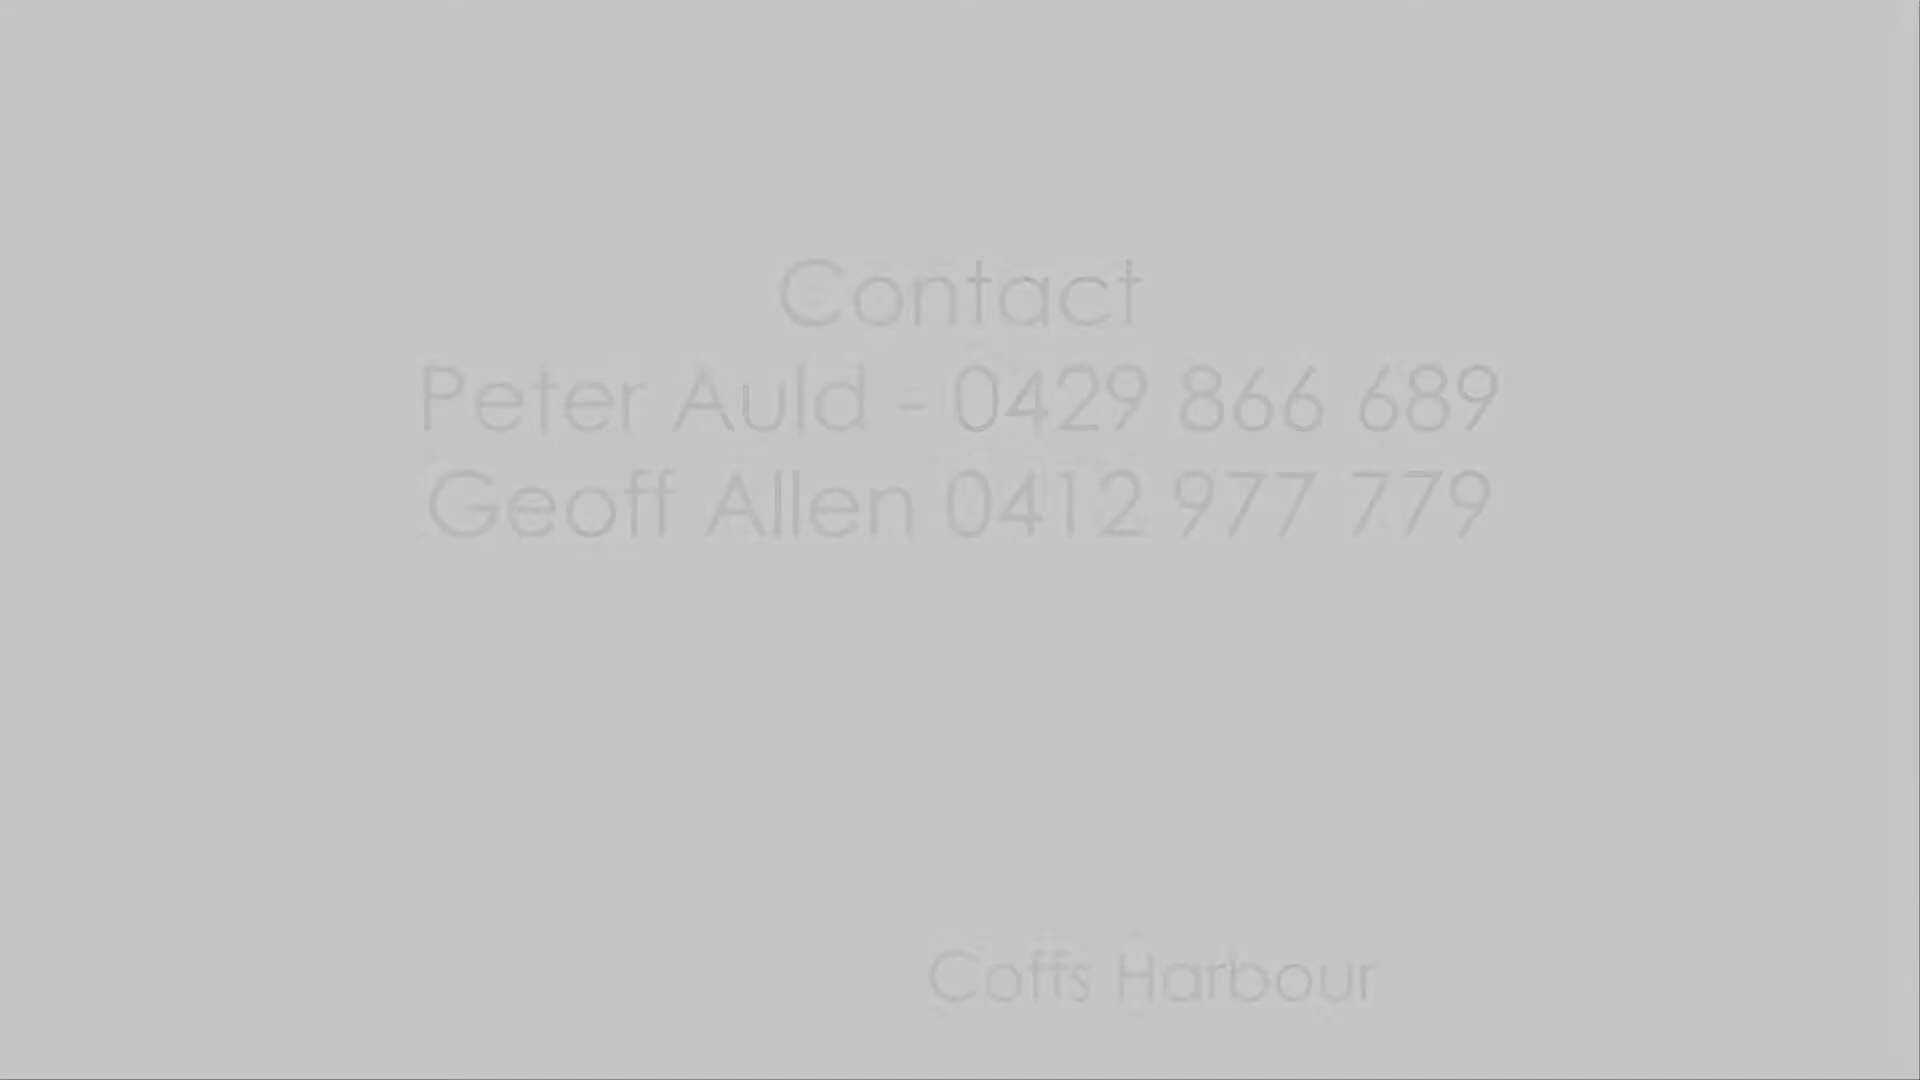 Contact
Peter Auld - 0429 866 689
Geoff Allen 0412 977 779
Coffs Harbour